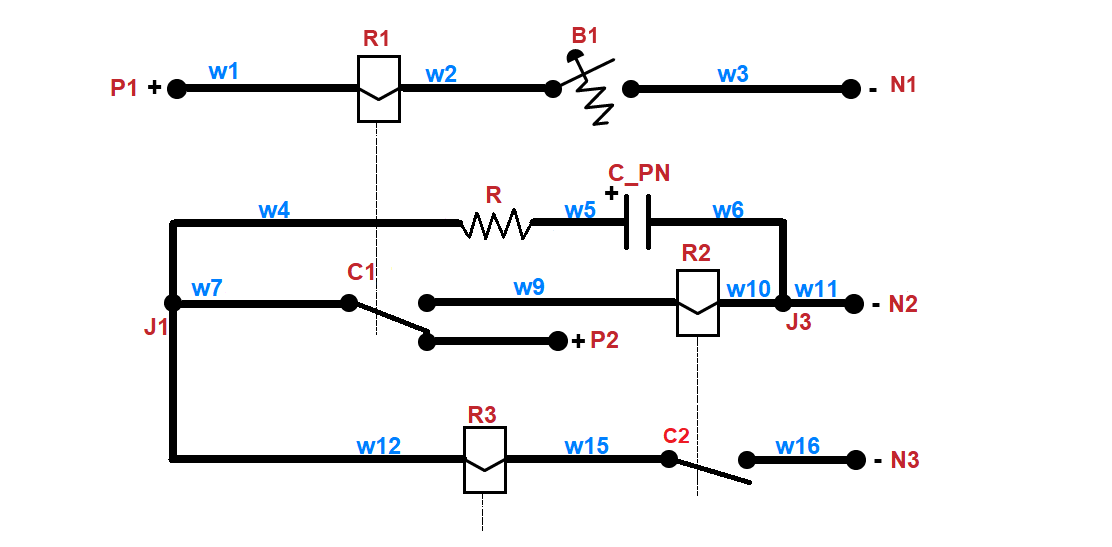 R1
B1
P1 + w1 w2 w3 - N1
C_PN
R +
w4 w5 w6
R2
C1
w7 w9 w10 w11 - N2
J1 J3
+ P2
R3
C2
w12 w15 w16 - N3